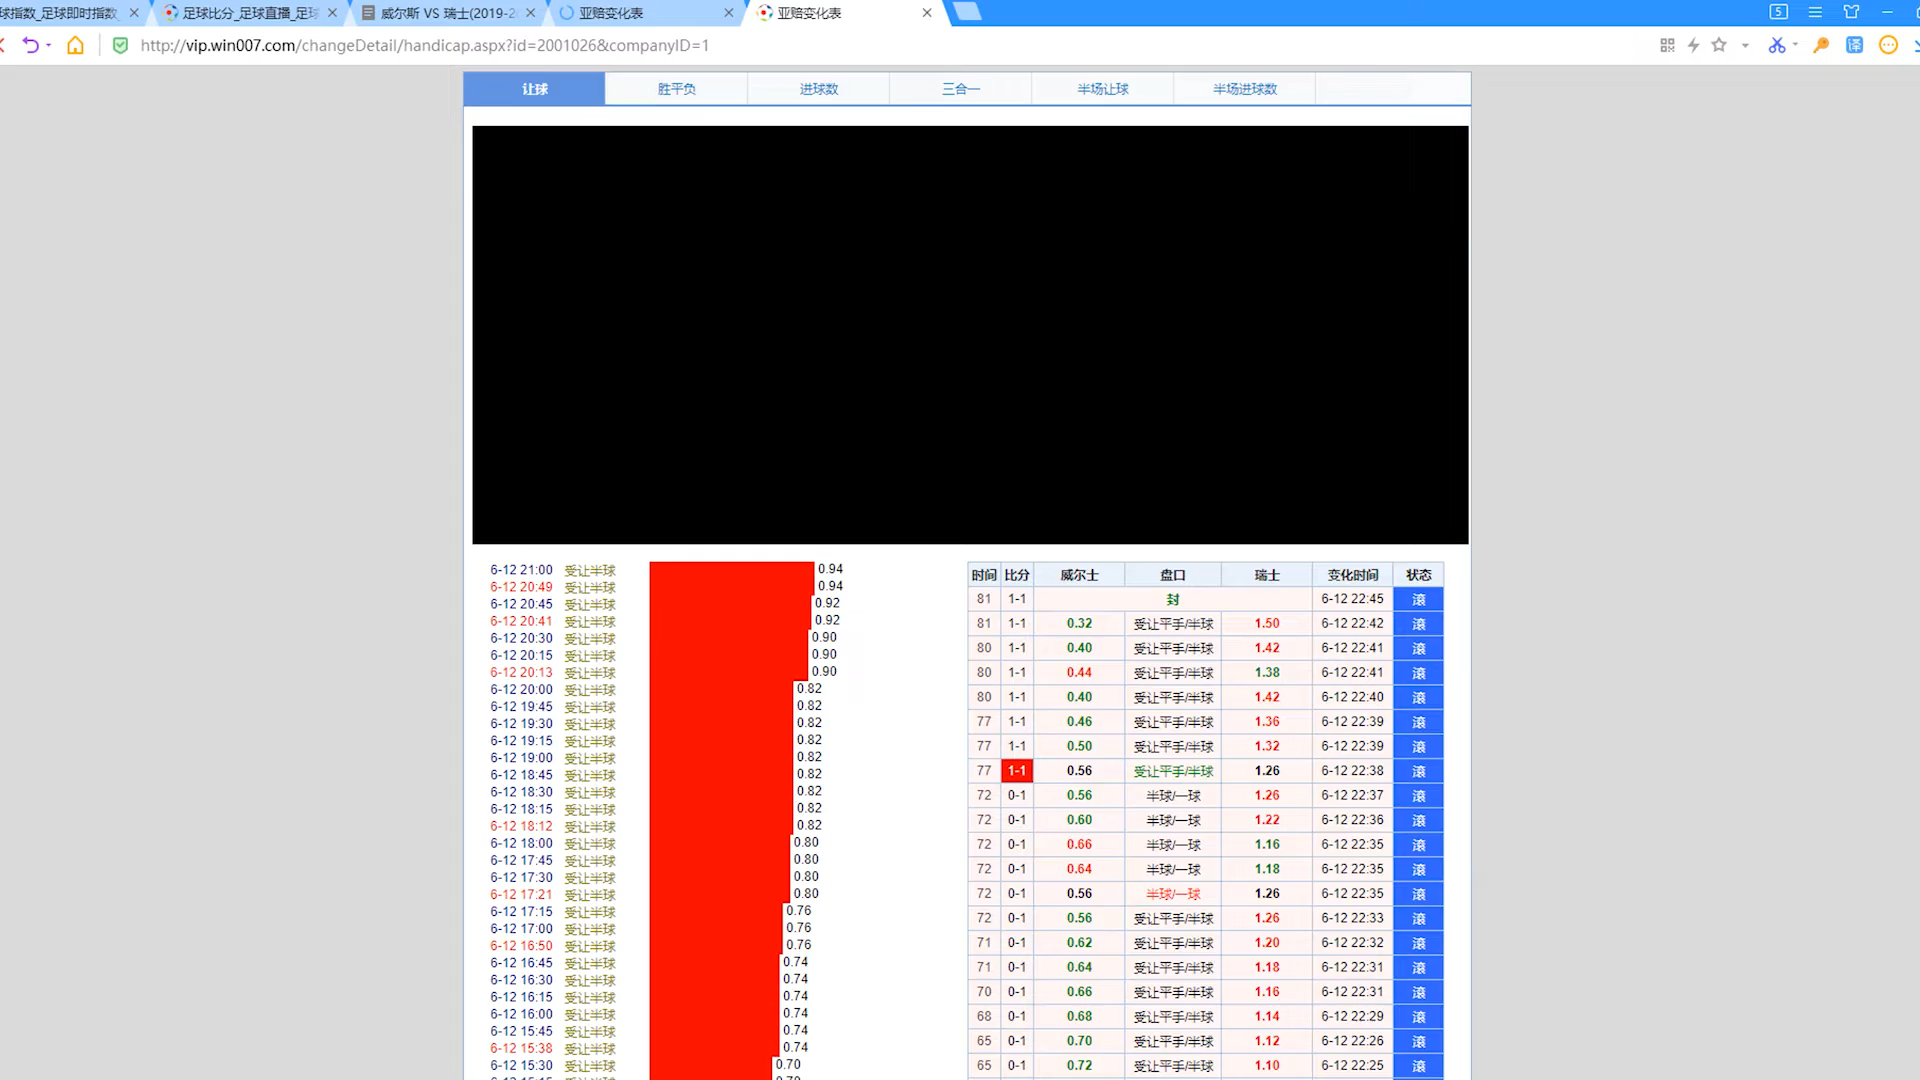 球指数_足球即时指数_ 足球比分_足球直播_足球 威尔斯 VS 瑞士(2019-2 亚赔变化表 亚赔变化表 5
http://vip.win007.com/changeDetail/handicap.aspx?id=2001026&companyID=1 译
让球 胜平负 进球数 三合一 半场让球 半场进球数
6-12 21:00 受让半球 0.94
6-12 20:49 受让半球 0.94
6-12 20:45 受让半球 0.92
6-12 20:41 受让半球 0.92
6-12 20:30 受让半球 0.90
6-12 20:15 受让半球 0.90
6-12 20:13 受让半球 0.90
6-12 20:00 受让半球 0.82
6-12 19:45 受让半球 0.82
6-12 19:30 受让半球 0.82
6-12 19:15 受让半球 0.82
6-12 19:00 受让半球 0.82
6-12 18:45 受让半球 0.82
6-12 18:30 受让半球 0.82
6-12 18:15 受让半球 0.82
6-12 18:12 受让半球 0.82
6-12 18:00 受让半球 0.80
6-12 17:45 受让半球 0.80
6-12 17:30 受让半球 0.80
6-12 17:21 受让半球 0.80
6-12 17:15 受让半球 0.76
6-12 17:00 受让半球 0.76
6-12 16:50 受让半球 0.76
6-12 16:45 受让半球 0.74
6-12 16:30 受让半球 0.74
6-12 16:15 受让半球 0.74
6-12 16:00 受让半球 0.74
6-12 15:45 受让半球 0.74
6-12 15:38 受让半球 0.74
6-12 15:30 受让半球 0.70
时间 比分 威尔士 盘口 瑞士 变化时间 状态
81 1-1 封 6-12 22:45 滚
81 1-1 0.32 受让平手/半球 1.50 6-12 22:42 滚
80 1-1 0.40 受让平手/半球 1.42 6-12 22:41 滚
80 1-1 0.44 受让平手/半球 1.38 6-12 22:41 滚
80 1-1 0.40 受让平手/半球 1.42 6-12 22:40 滚
77 1-1 0.46 受让平手/半球 1.36 6-12 22:39 滚
77 1-1 0.50 受让平手/半球 1.32 6-12 22:39 滚
77 1-1 0.56 受让平手/半球 1.26 6-12 22:38 滚
72 0-1 0.56 半球/一球 1.26 6-12 22:37 滚
72 0-1 0.60 半球/一球 1.22 6-12 22:36 滚
72 0-1 0.66 半球/一球 1.16 6-12 22:35 滚
72 0-1 0.64 半球/一球 1.18 6-12 22:35 滚
72 0-1 0.56 半球/一球 1.26 6-12 22:35 滚
72 0-1 0.56 受让平手/半球 1.26 6-12 22:33 滚
71 0-1 0.62 受让平手/半球 1.20 6-12 22:32 滚
71 0-1 0.64 受让平手/半球 1.18 6-12 22:31 滚
70 0-1 0.66 受让平手/半球 1.16 6-12 22:31 滚
68 0-1 0.68 受让平手/半球 1.14 6-12 22:29 滚
65 0-1 0.70 受让平手/半球 1.12 6-12 22:26 滚
65 0-1 0.72 受让平手/半球 1.10 6-12 22:25 滚